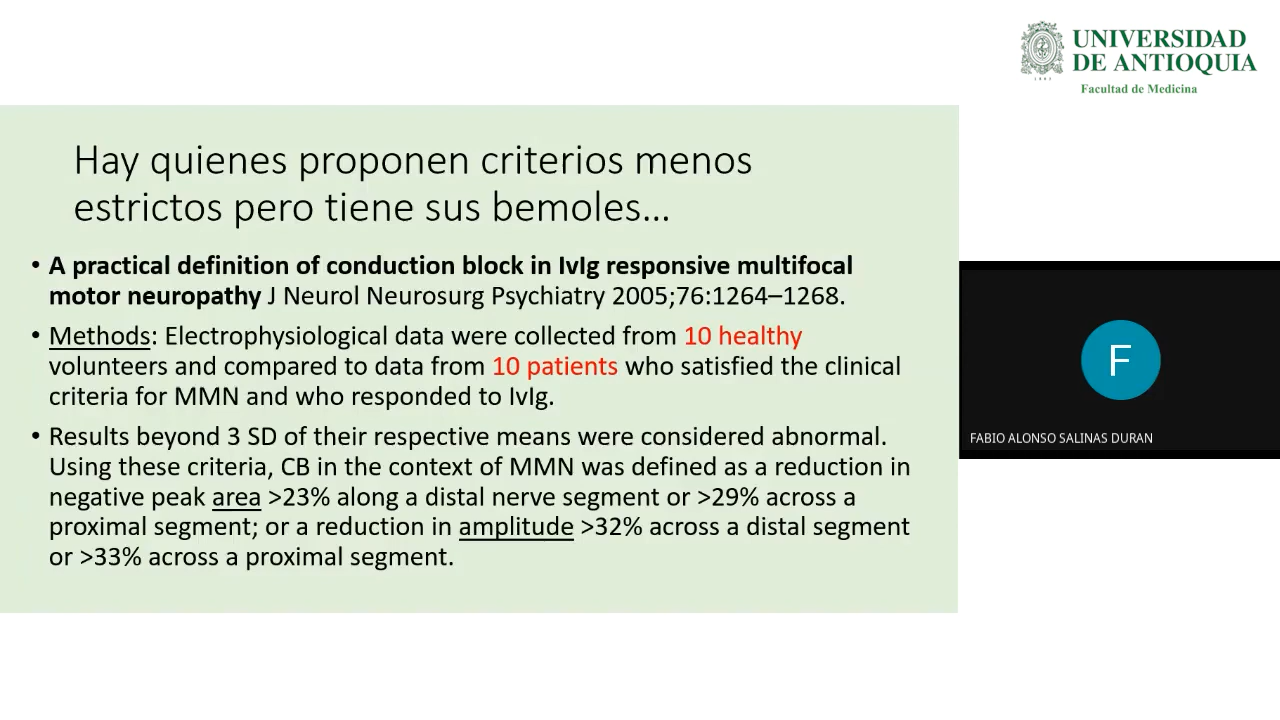 UNIVERSIDAD
DE ANTIOQUIA
1803
Facultad de Medicina
Hay quienes proponen criterios menos
estrictos pero tiene sus bemoles...
• A practical definition of conduction block in IvIg responsive multifocal
motor neuropathy J Neurol Neurosurg Psychiatry 2005;76:1264–1268.
• Methods: Electrophysiological data were collected from 10 healthy
volunteers and compared to data from 10 patients who satisfied the clinical
criteria for MMN and who responded to IvIg.
• Results beyond 3 SD of their respective means were considered abnormal.
Using these criteria, CB in the context of MMN was defined as a reduction in
negative peak area >23% along a distal nerve segment or >29% across a
proximal segment; or a reduction in amplitude >32% across a distal segment
or >33% across a proximal segment.
F
FABIO ALONSO SALINAS DURAN